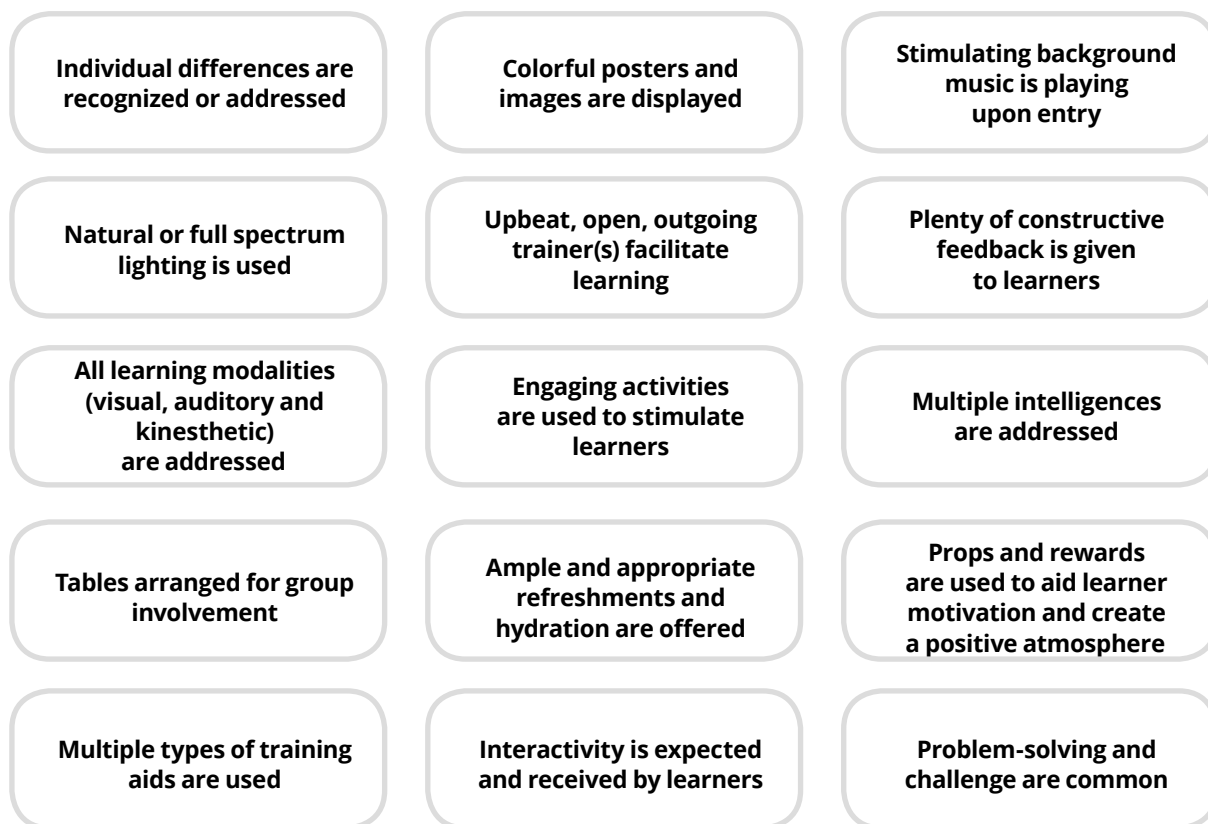 Individual differences are
recognized or addressed
Colorful posters and
images are displayed
Stimulating background
music is playing
upon entry
Natural or full spectrum
lighting is used
Upbeat, open, outgoing
trainer(s) facilitate
learning
Plenty of constructive
feedback is given
to learners
All learning modalities
(visual, auditory and
kinesthetic)
are addressed
Engaging activities
are used to stimulate
learners
Multiple intelligences
are addressed
Tables arranged for group
involvement
Ample and appropriate
refreshments and
hydration are offered
Props and rewards
are used to aid learner
motivation and create
a positive atmosphere
Multiple types of training
aids are used
Interactivity is expected
and received by learners
Problem-solving and
challenge are common